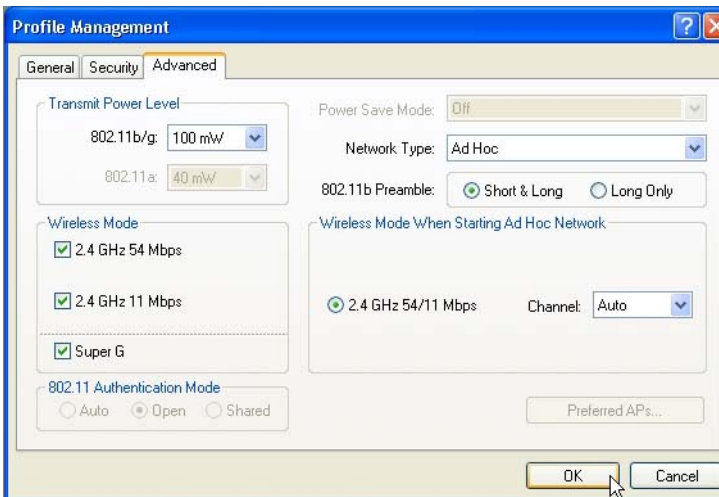 Profile Management
General Security Advanced
Transmit Power Level
802.11b/g: 100 mW
802.11a: 40 mW
Power Save Mode: Off
Network Type: Ad Hoc
802.11b Preamble: Short & Long Long Only
Wireless Mode
2.4 GHz 54 Mbps
2.4 GHz 11 Mbps
Super G
Wireless Mode When Starting Ad Hoc Network
2.4 GHz 54/11 Mbps Channel: Auto
802.11 Authentication Mode
Auto Open Shared
Preferred APs...
OK Cancel